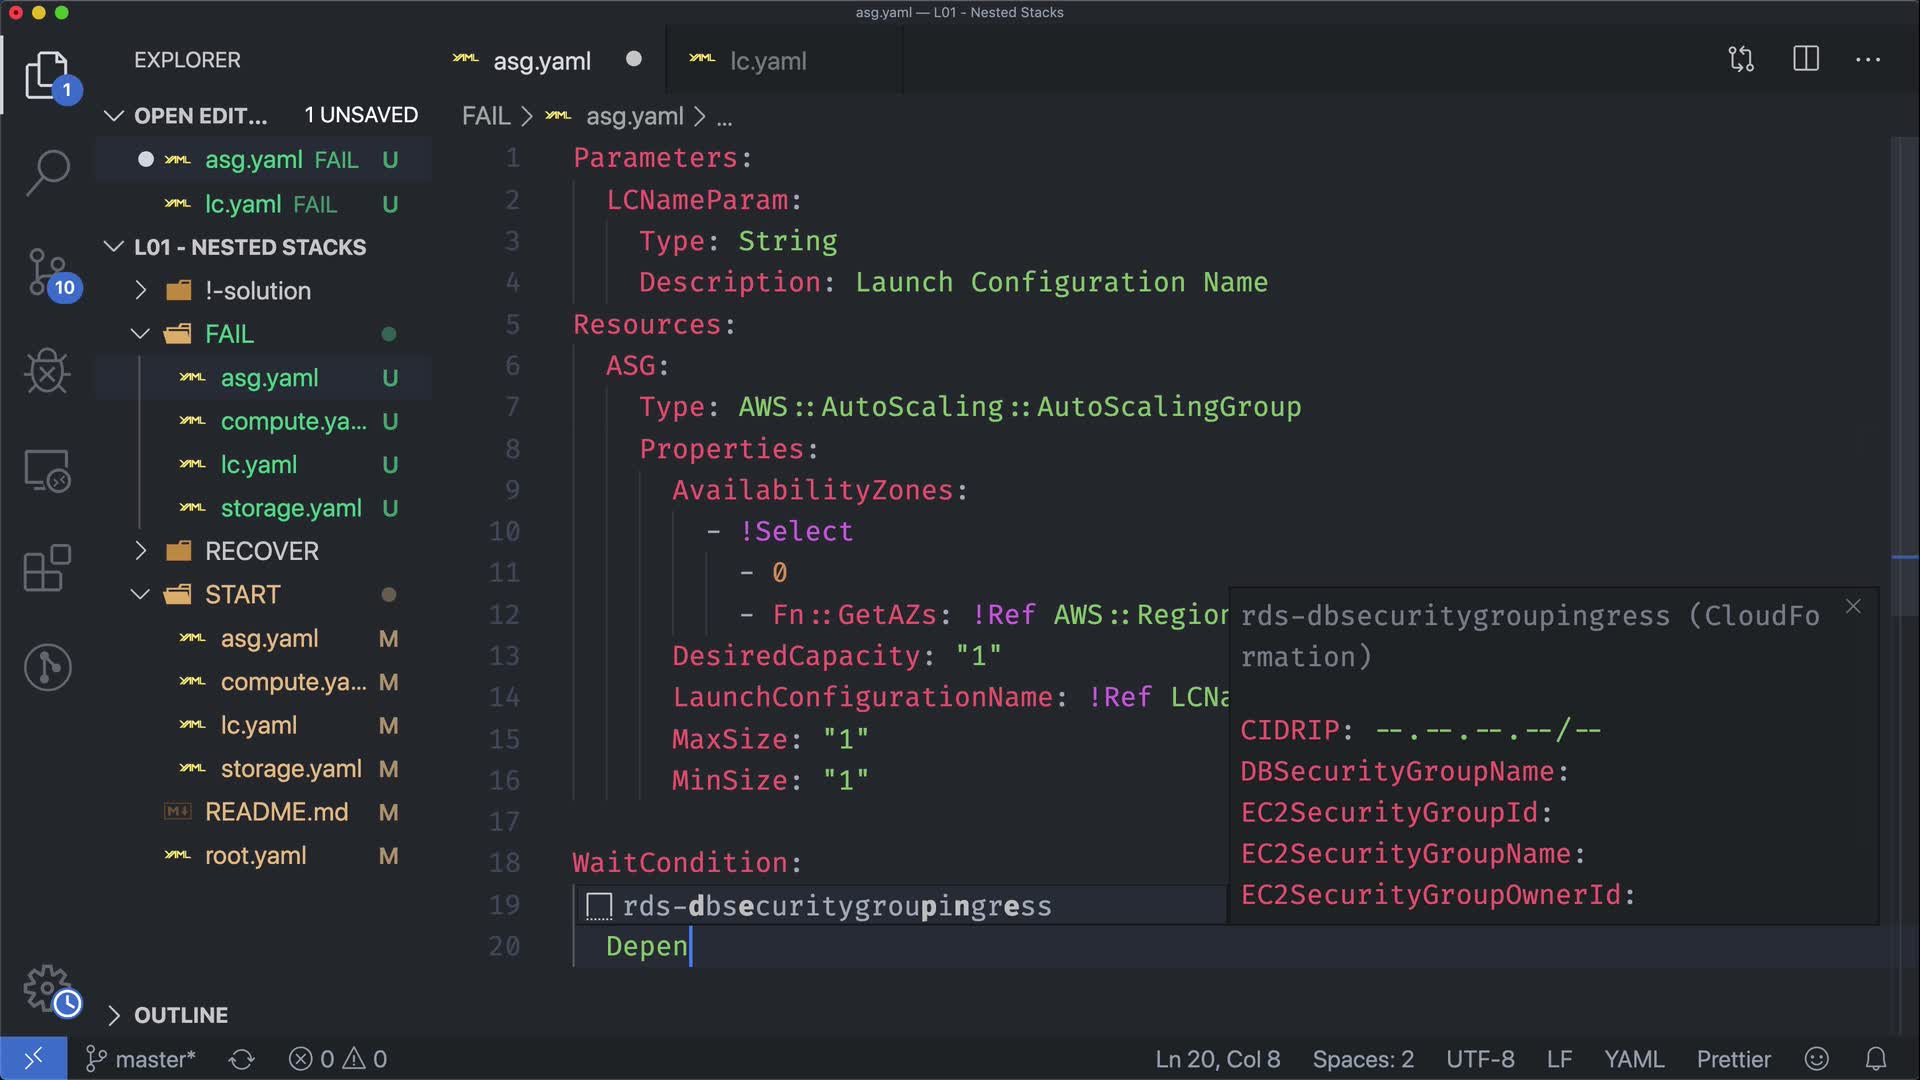 asg.yaml — L01 - Nested Stacks
EXPLORER
asg.yaml
lc.yaml
1
OPEN EDIT... 1 UNSAVED
FAIL > asg.yaml > ...
asg.yaml FAIL U
lc.yaml FAIL U
L01 - NESTED STACKS
!-solution
FAIL
asg.yaml U
compute.ya... U
lc.yaml U
storage.yaml U
RECOVER
START
asg.yaml M
compute.ya... M
lc.yaml M
storage.yaml M
README.md M
root.yaml M
OUTLINE
10
1 Parameters:
2 LCNameParam:
3 Type: String
4 Description: Launch Configuration Name
5 Resources:
6 ASG:
7 Type: AWS::AutoScaling::AutoScalingGroup
8 Properties:
9 AvailabilityZones:
10 - !Select
11 - 0
12 - Fn::GetAZs: !Ref AWS::Region
13 DesiredCapacity: "1"
14 LaunchConfigurationName: !Ref LCNa
15 MaxSize: "1"
16 MinSize: "1"
17
18 WaitCondition:
19 rds-dbsecuritygroupingress
20 Depen
rds-dbsecuritygroupingress (CloudFo
rmation)
CIDRIP: --.--.--.--/--
DBSecurityGroupName:
EC2SecurityGroupId:
EC2SecurityGroupName:
EC2SecurityGroupOwnerId:
master* 0 0 Ln 20, Col 8 Spaces: 2 UTF-8 LF YAML Prettier